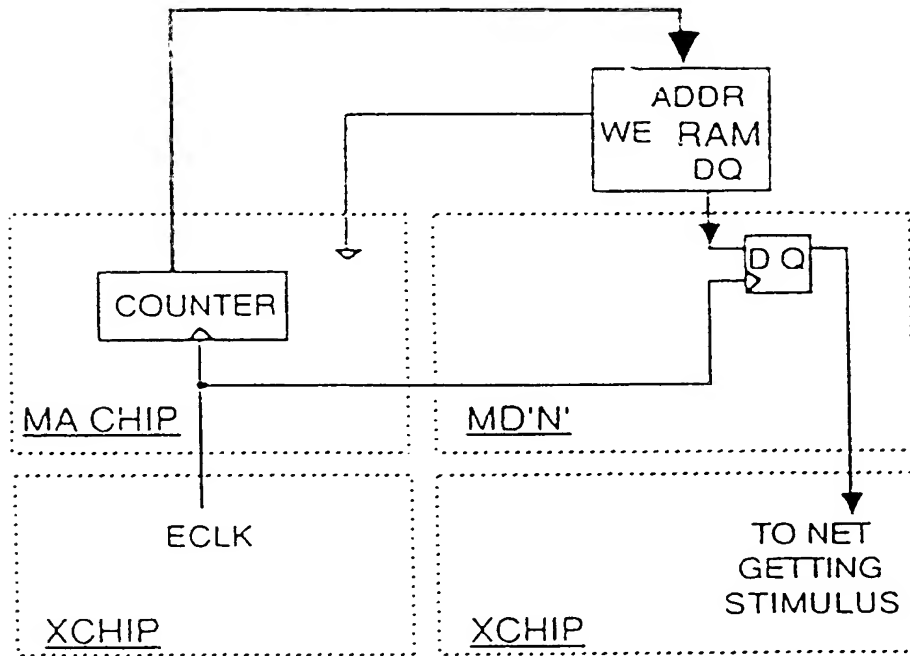 ADDR
WE RAM
DQ
D Q
COUNTER
MA CHIP
MD'N'
ECLK
TO NET
GETTING
STIMULUS
XCHIP
XCHIP